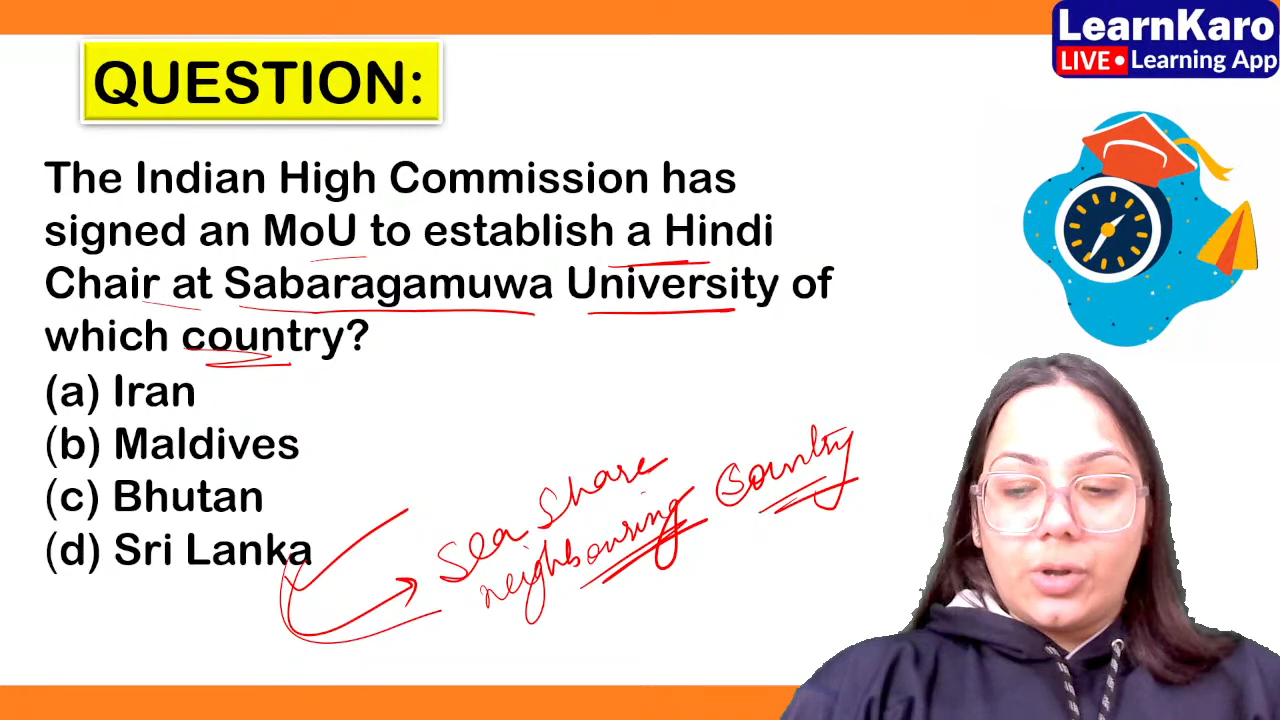 LearnKaro
LIVE • Learning App
QUESTION:
The Indian High Commission has
signed an MoU to establish a Hindi
Chair at Sabaragamuwa University of
which country?
(a) Iran
(b) Maldives
(c) Bhutan
(d) Sri Lanka
Sea Share
neighbouring Country